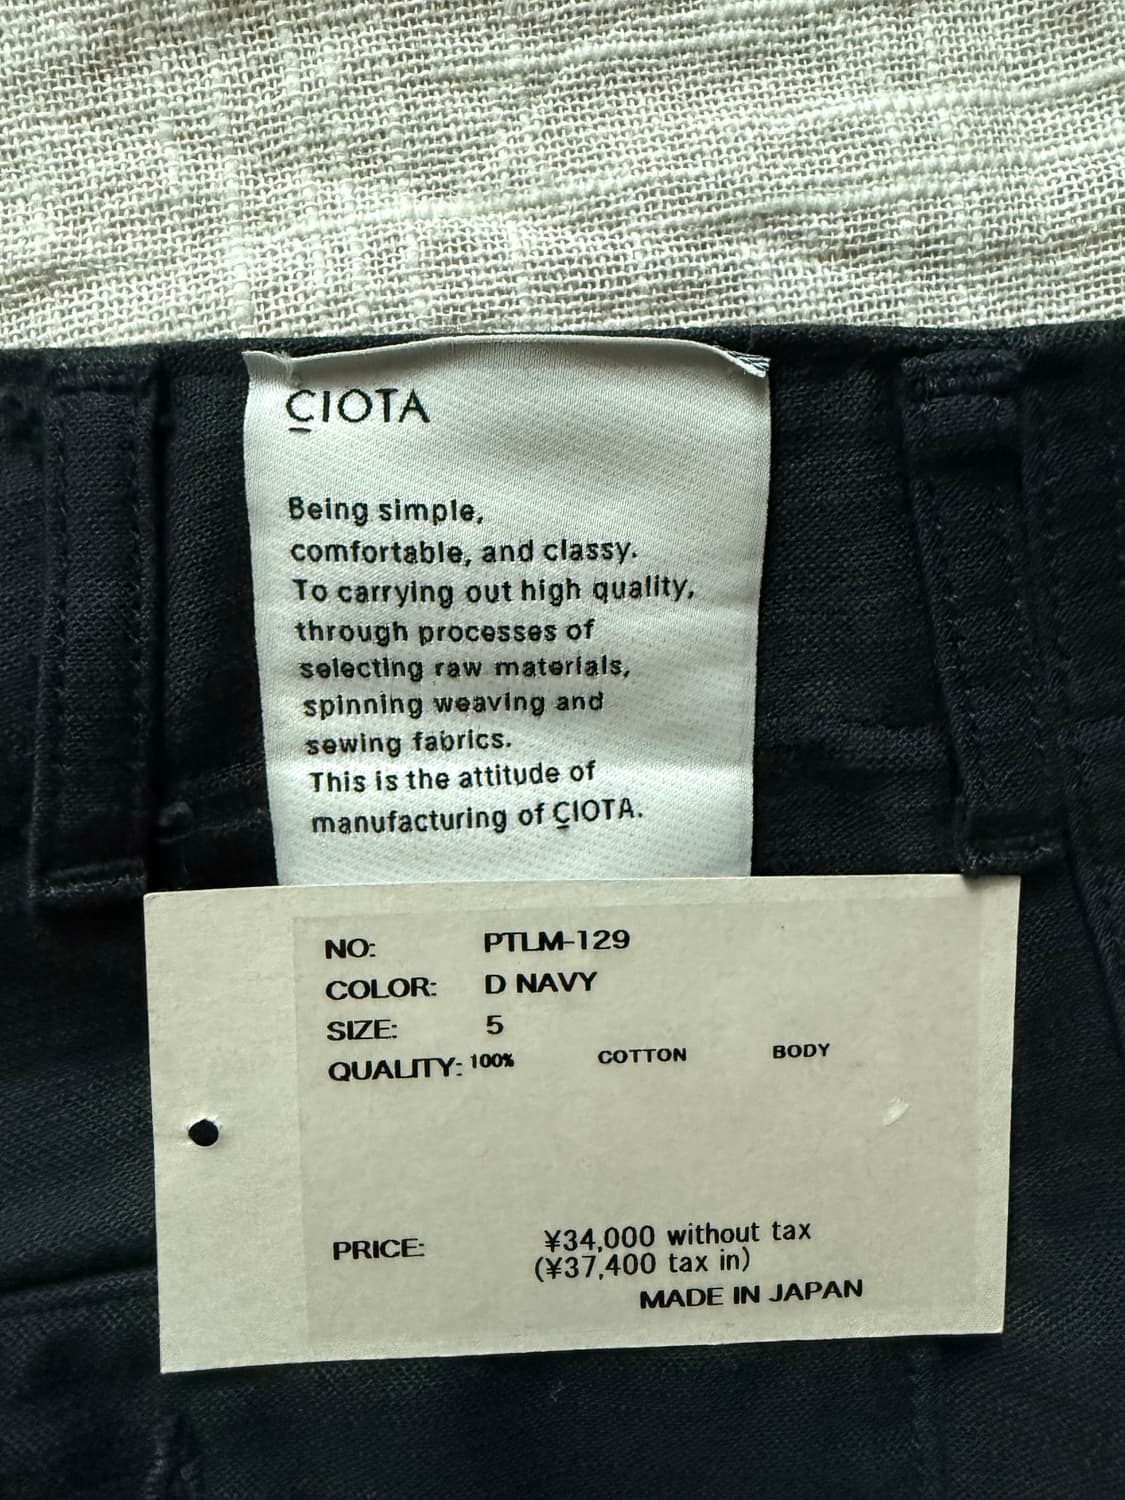 ÇIOTA
Being simple,
comfortable, and classy.
To carrying out high quality,
through processes of
selecting raw materials,
spinning weaving and
sewing fabrics.
This is the attitude of
manufacturing of ÇIOTA.
NO: PTLM-129
COLOR: D NAVY
SIZE: 5
QUALITY: 100% COTTON BODY
PRICE: ¥34,000 without tax
(¥37,400 tax in)
MADE IN JAPAN